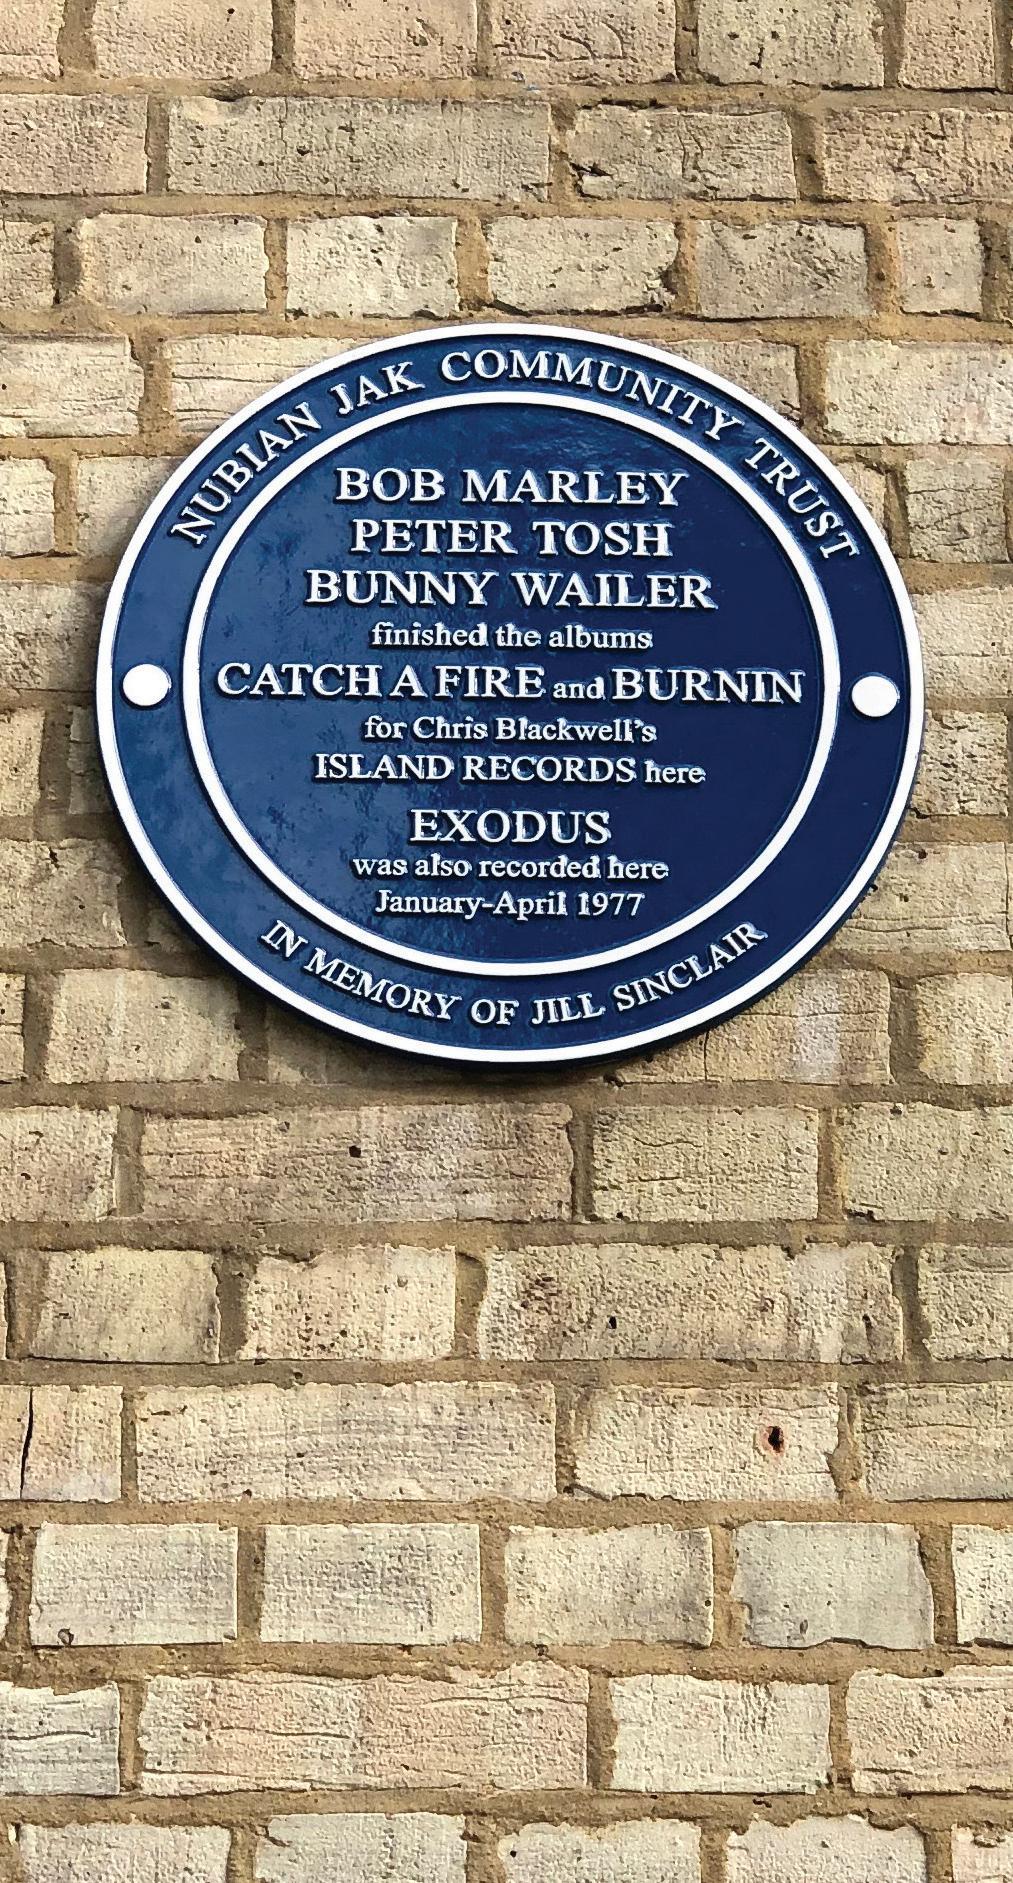 NUBIAN JAK COMMUNITY TRUST
BOB MARLEY
PETER TOSH
BUNNY WAILER
finished the albums
CATCH A FIRE and BURNIN
for Chris Blackwell's
ISLAND RECORDS here
EXODUS
was also recorded here
January-April 1977
IN MEMORY OF JILL SINCLAIR